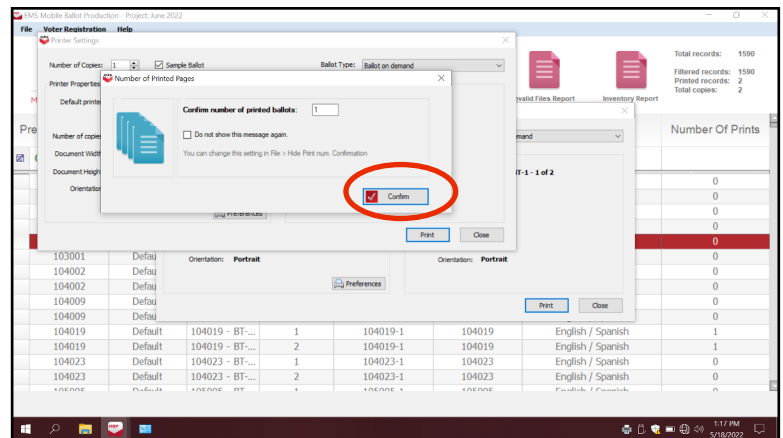 EMS Mobile Ballot Production - Project: June 2022
File Voter Registration Help
Printer Settings
Number of Copies: 1 Sample Ballot Ballot Type: Ballot on demand
Total records: 1590
Filtered records: 1590
Printed records: 2
Total copies: 2
Printer Properties
Number of Printed Pages
Default printe
Invalid Files Report Inventory Report
Confirm number of printed ballots: 1
Number of copie
Do not show this message again.
mand
Pre
Number Of Prints
Document Width
You can change this setting in File > Hide Print num. Confirmation
Document Heigh
T-1 - 1 of 2
Orientatio
Confirm
0
0
Preferences
0
Print Close
0
103001 Defau Orientation: Portrait Orientation: Portrait 0
104002 Defau 0
104002 Defau Preferences 0
104009 Defau Print Close 0
104009 Defau 0
104019 Default 104019 - BT-... 1 104019-1 104019 English / Spanish 1
104019 Default 104019 - BT-... 2 104019-1 104019 English / Spanish 1
104023 Default 104023 - BT-... 1 104023-1 104023 English / Spanish 0
104023 Default 104023 - BT-... 2 104023-1 104023 English / Spanish 0
MBP
1:17 PM
5/18/2022